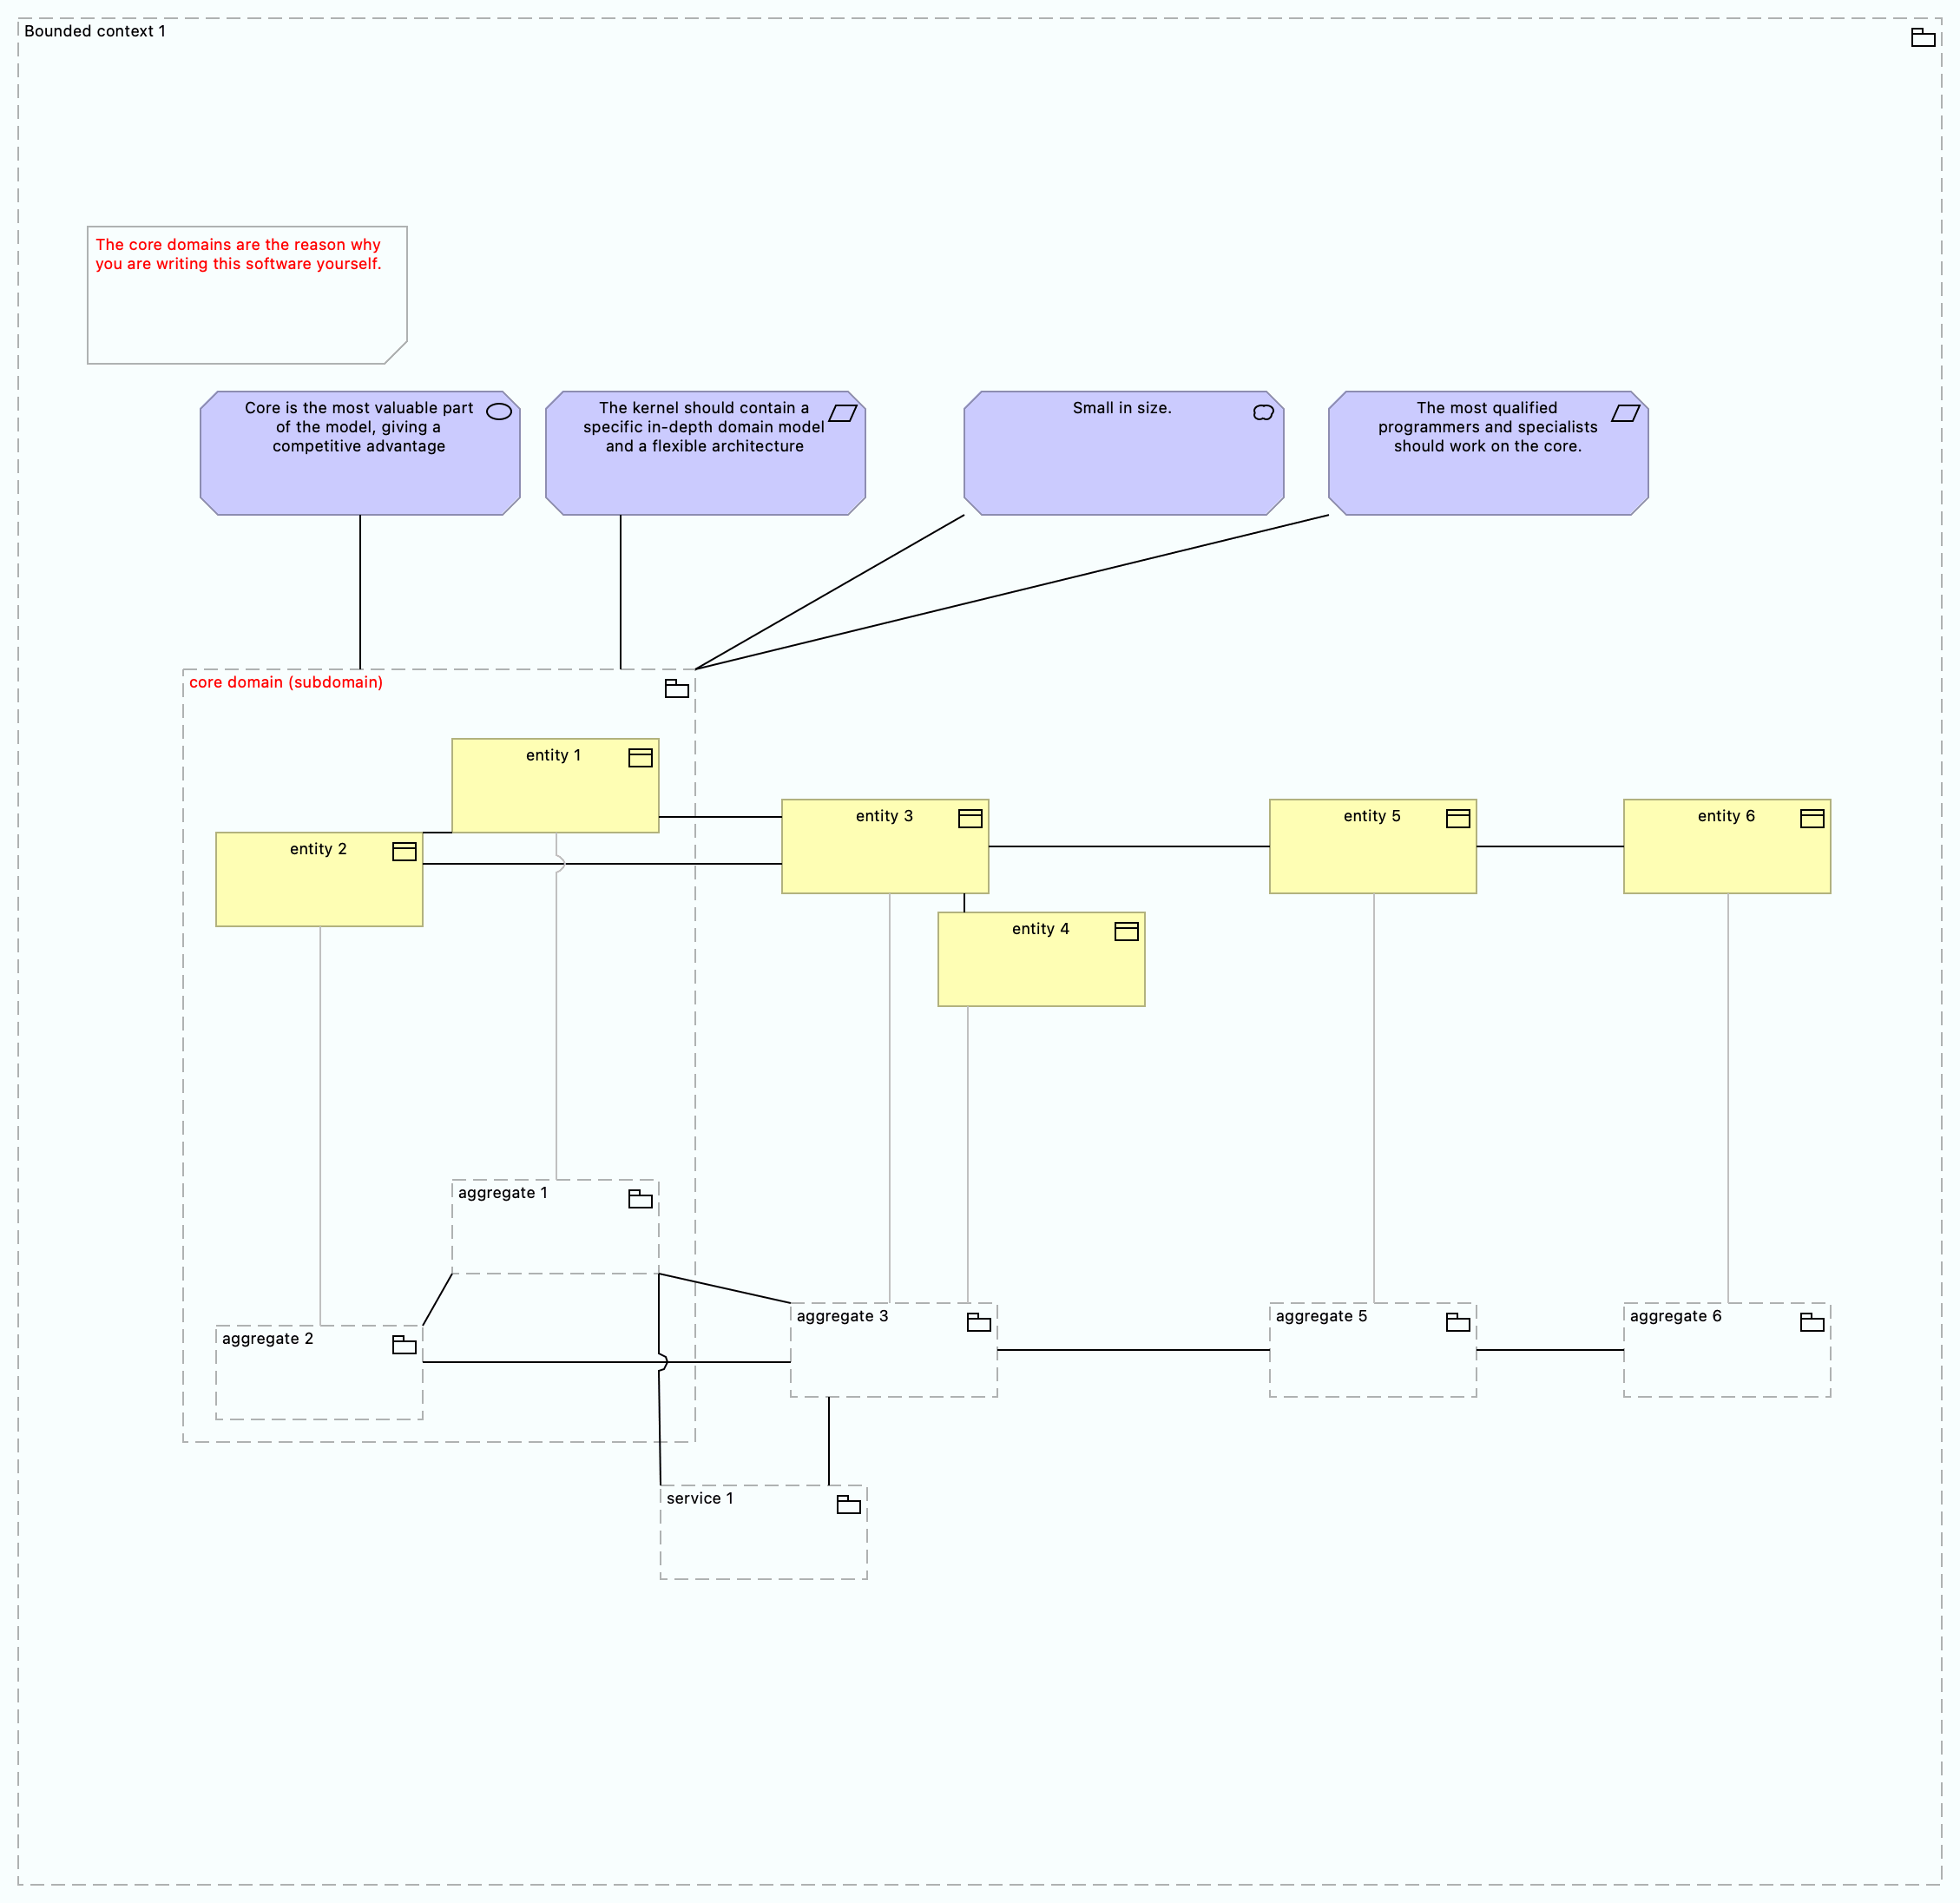 Bounded context 1
The core domains are the reason why
you are writing this software yourself.
Core is the most valuable part
of the model, giving a
competitive advantage
The kernel should contain a
specific in-depth domain model
and a flexible architecture
Small in size.
The most qualified
programmers and specialists
should work on the core.
core domain (subdomain)
entity 1
entity 2
entity 3
entity 4
entity 5
entity 6
aggregate 1
aggregate 2
aggregate 3
aggregate 5
aggregate 6
service 1